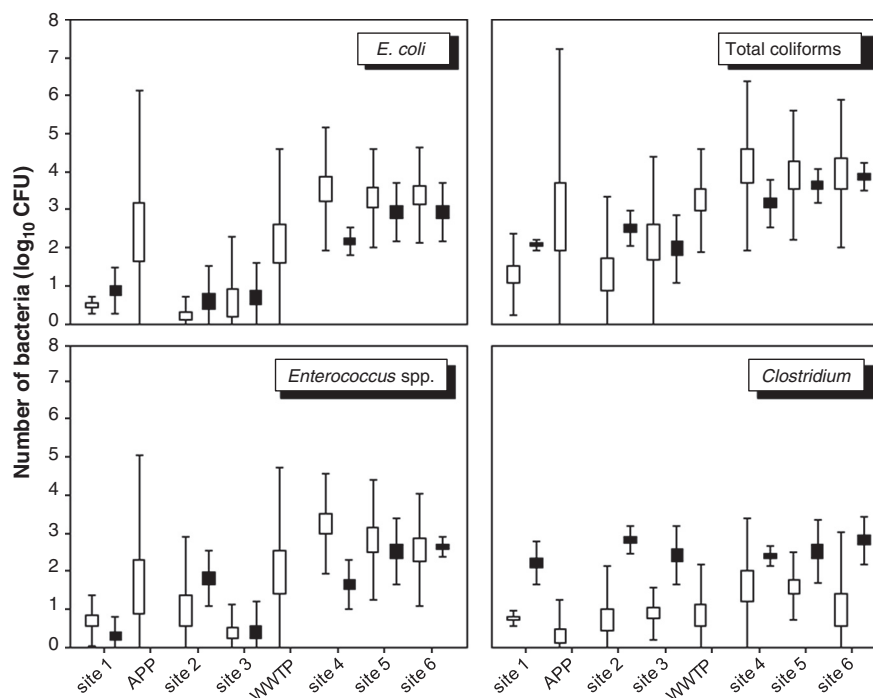 8
7
6
5
4
3
2
1
0
E. coli
Total coliforms
Number of bacteria (log10 CFU)
8
7
6
5
4
3
2
1
0
Enterococcus spp.
Clostridium
site 1
APP
site 2
site 3
WWTP
site 4
site 5
site 6
site 1
APP
site 2
site 3
WWTP
site 4
site 5
site 6